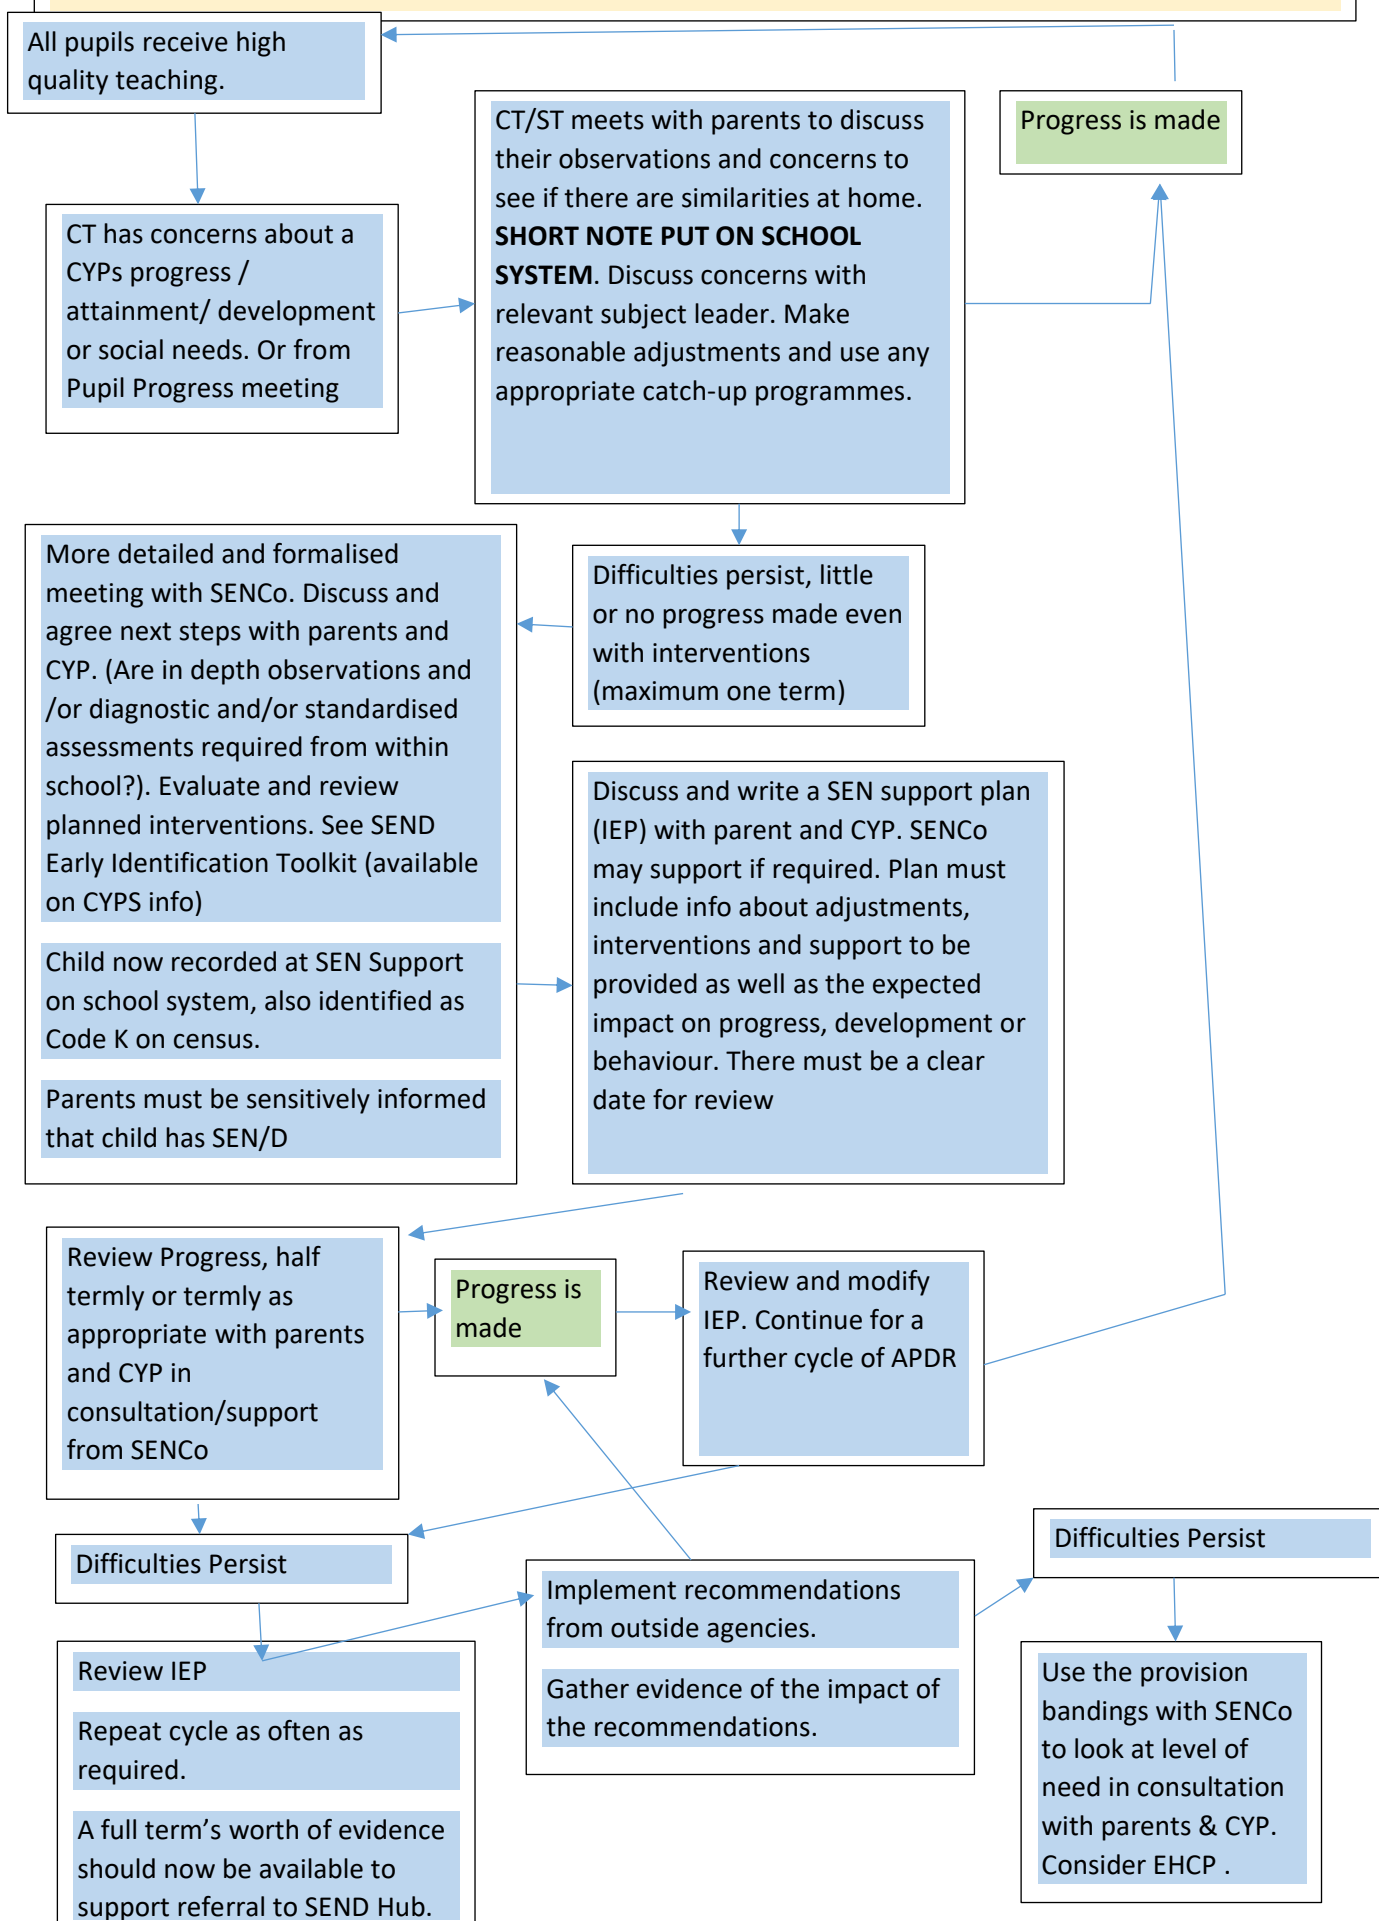 All pupils receive high
quality teaching.
CT/ST meets with parents to discuss
their observations and concerns to
see if there are similarities at home.
SHORT NOTE PUT ON SCHOOL
SYSTEM. Discuss concerns with
relevant subject leader. Make
reasonable adjustments and use any
appropriate catch-up programmes.
Progress is made
CT has concerns about a
CYPs progress /
attainment/ development
or social needs. Or from
Pupil Progress meeting
More detailed and formalised
meeting with SENCo. Discuss and
agree next steps with parents and
CYP. (Are in depth observations and
/or diagnostic and/or standardised
assessments required from within
school?). Evaluate and review
planned interventions. See SEND
Early Identification Toolkit (available
on CYPS info)
Child now recorded at SEN Support
on school system, also identified as
Code K on census.
Parents must be sensitively informed
that child has SEN/D
Difficulties persist, little
or no progress made even
with interventions
(maximum one term)
Discuss and write a SEN support plan
(IEP) with parent and CYP. SENCo
may support if required. Plan must
include info about adjustments,
interventions and support to be
provided as well as the expected
impact on progress, development or
behaviour. There must be a clear
date for review
Review Progress, half
termly or termly as
appropriate with parents
and CYP in
consultation/support
from SENCo
Progress is
made
Review and modify
IEP. Continue for a
further cycle of APDR
Difficulties Persist
Implement recommendations
from outside agencies.
Gather evidence of the impact of
the recommendations.
Difficulties Persist
Review IEP
Repeat cycle as often as
required.
A full term’s worth of evidence
should now be available to
support referral to SEND Hub.
Use the provision
bandings with SENCo
to look at level of
need in consultation
with parents & CYP.
Consider EHCP .